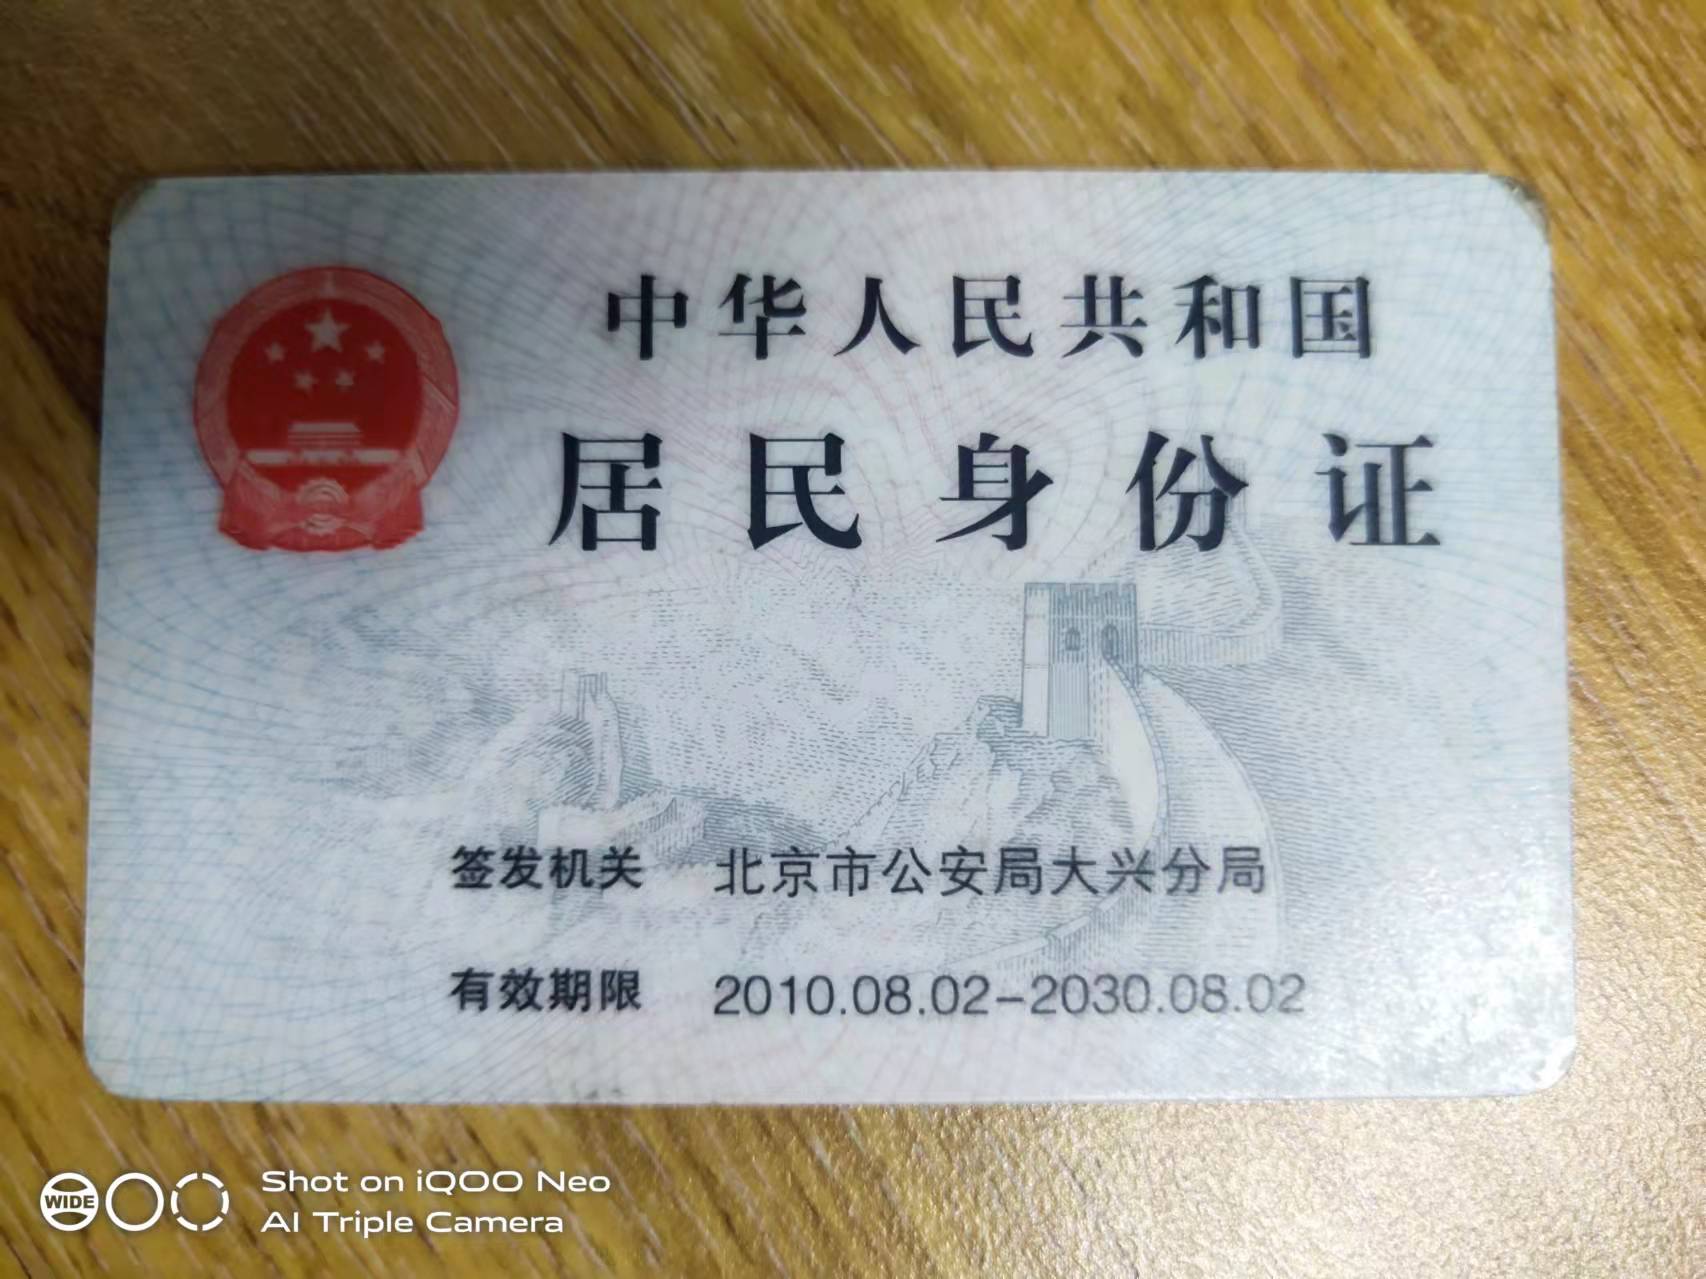 中华人民共和国
居民身份证
签发机关 北京市公安局大兴分局
有效期限 2010.08.02-2030.08.02
WIDE
Shot on iQOO Neo
AI Triple Camera